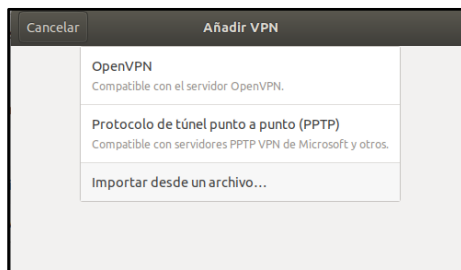 Cancelar
Añadir VPN
OpenVPN
Compatible con el servidor OpenVPN.
Protocolo de túnel punto a punto (PPTP)
Compatible con servidores PPTP VPN de Microsoft y otros.
Importar desde un archivo...